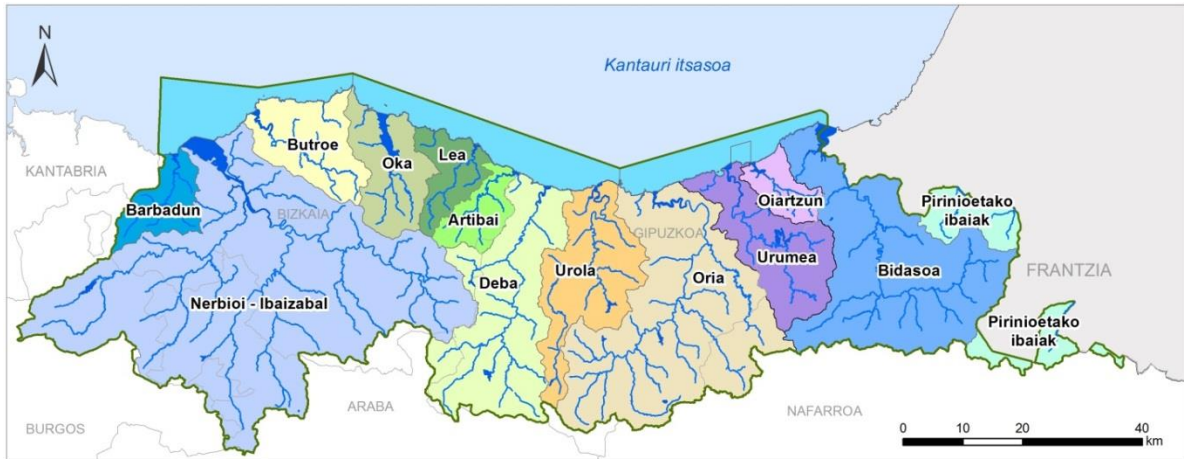 N
Kantauri itsasoa
KANTABRIA
Butroe
Oka
Lea
Barbadun
BIZKAIA
Artibai
Oiartzun
Pirinioetako
ibaiak
GIPUZKOA
Urumea
Nerbioi - Ibaizabal
Deba
Urola
Oria
Bidasoa
FRANTZIA
Pirinioetako
ibaiak
ARABA
NAFARROA
BURGOS
0 10 20 40
km